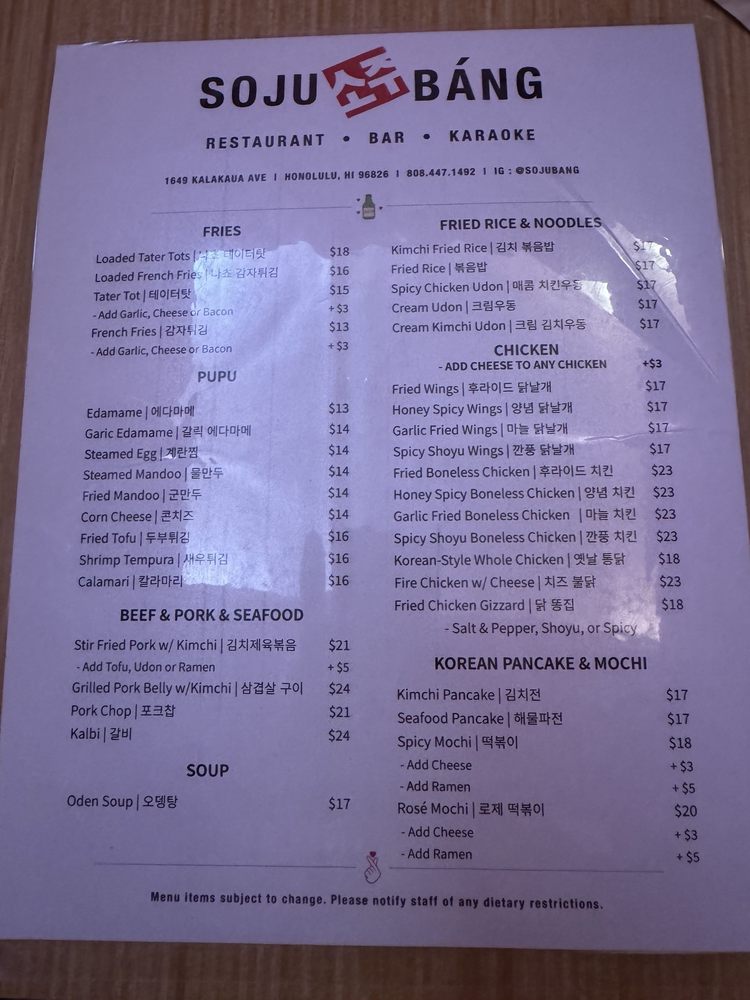 SOJU 소주 BÁNG
RESTAURANT • BAR • KARAOKE
1649 KALAKAUA AVE | HONOLULU, HI 96826 | 808.447.1492 | IG : @SOJUBANG
FRIES
Loaded Tater Tots | 나쵸 테이터탓 $18
Loaded French Fries | 나쵸 감자튀김 $16
Tater Tot | 테이터탓 $15
- Add Garlic, Cheese or Bacon + $3
French Fries | 감자튀김 $13
- Add Garlic, Cheese or Bacon + $3
PUPU
Edamame | 에다마메 $13
Garic Edamame | 갈릭 에다마메 $14
Steamed Egg | 계란찜 $14
Steamed Mandoo | 물만두 $14
Fried Mandoo | 군만두 $14
Corn Cheese | 콘치즈 $14
Fried Tofu | 두부튀김 $16
Shrimp Tempura | 새우튀김 $16
Calamari | 칼라마리 $16
BEEF & PORK & SEAFOOD
Stir Fried Pork w/ Kimchi | 김치제육볶음 $21
- Add Tofu, Udon or Ramen + $5
Grilled Pork Belly w/Kimchi | 삼겹살 구이 $24
Pork Chop | 포크찹 $21
Kalbi | 갈비 $24
SOUP
Oden Soup | 오뎅탕 $17
FRIED RICE & NOODLES
Kimchi Fried Rice | 김치 볶음밥 $17
Fried Rice | 볶음밥 $17
Spicy Chicken Udon | 매콤 치킨우동 $17
Cream Udon | 크림우동 $17
Cream Kimchi Udon | 크림 김치우동 $17
CHICKEN
- ADD CHEESE TO ANY CHICKEN +$3
Fried Wings | 후라이드 닭날개 $17
Honey Spicy Wings | 양념 닭날개 $17
Garlic Fried Wings | 마늘 닭날개 $17
Spicy Shoyu Wings | 깐풍 닭날개 $17
Fried Boneless Chicken | 후라이드 치킨 $23
Honey Spicy Boneless Chicken | 양념 치킨 $23
Garlic Fried Boneless Chicken | 마늘 치킨 $23
Spicy Shoyu Boneless Chicken | 깐풍 치킨 $23
Korean-Style Whole Chicken | 옛날 통닭 $18
Fire Chicken w/ Cheese | 치즈 불닭 $23
Fried Chicken Gizzard | 닭 똥집 $18
- Salt & Pepper, Shoyu, or Spicy
KOREAN PANCAKE & MOCHI
Kimchi Pancake | 김치전 $17
Seafood Pancake | 해물파전 $17
Spicy Mochi | 떡볶이 $18
- Add Cheese + $3
- Add Ramen + $5
Rosé Mochi | 로제 떡볶이 $20
- Add Cheese + $3
- Add Ramen + $5
Menu items subject to change. Please notify staff of any dietary restrictions.